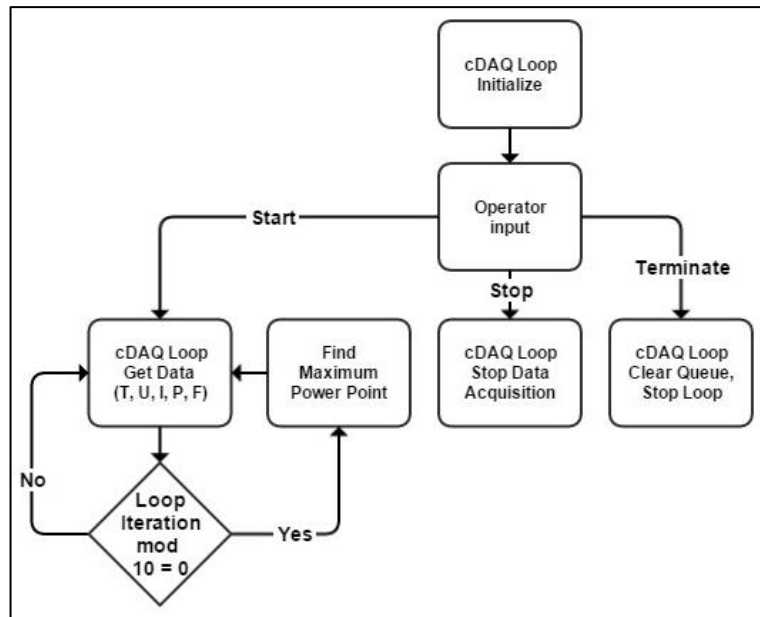 cDAQ Loop
Initialize
Operator
input
Start
Stop
Terminate
cDAQ Loop
Get Data
(T, U, I, P, F)
Find
Maximum
Power Point
cDAQ Loop
Stop Data
Acquisition
cDAQ Loop
Clear Queue,
Stop Loop
No
Loop
Iteration
mod
10 = 0
Yes